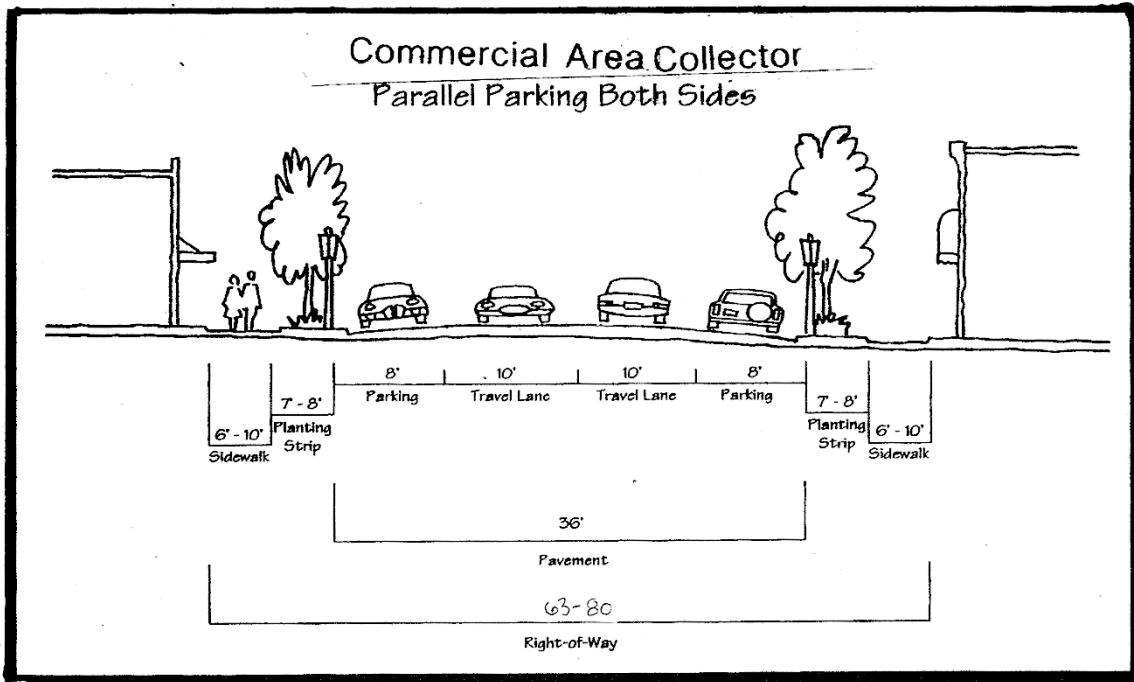 Commercial Area Collector
Parallel Parking Both Sides
8' 10' 10' 8'
Parking Travel Lane Travel Lane Parking
7' - 8' 7' - 8'
Planting Strip Planting Strip
6' - 10' 6' - 10'
Sidewalk Sidewalk
36'
Pavement
63-80
Right-of-Way